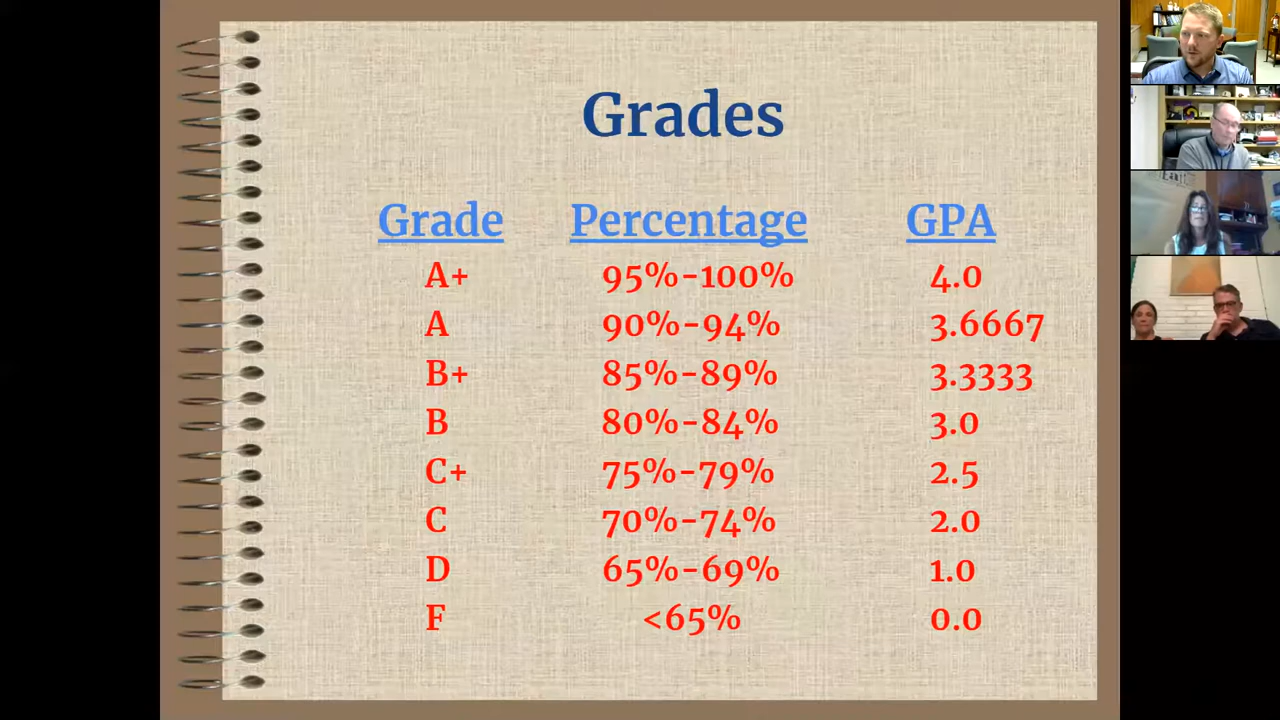 Grades
Grade Percentage GPA
A+ 95%-100% 4.0
A 90%-94% 3.6667
B+ 85%-89% 3.3333
B 80%-84% 3.0
C+ 75%-79% 2.5
C 70%-74% 2.0
D 65%-69% 1.0
F <65% 0.0